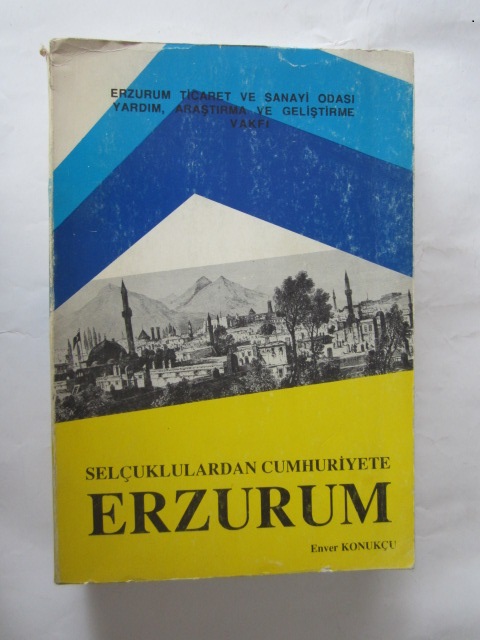 ERZURUM TİCARET VE SANAYİ ODASI
YARDIM, ARAŞTIRMA VE GELİŞTİRME
VAKFI
SELÇUKLULARDAN CUMHURİYETE
ERZURUM
Enver KONUKÇU